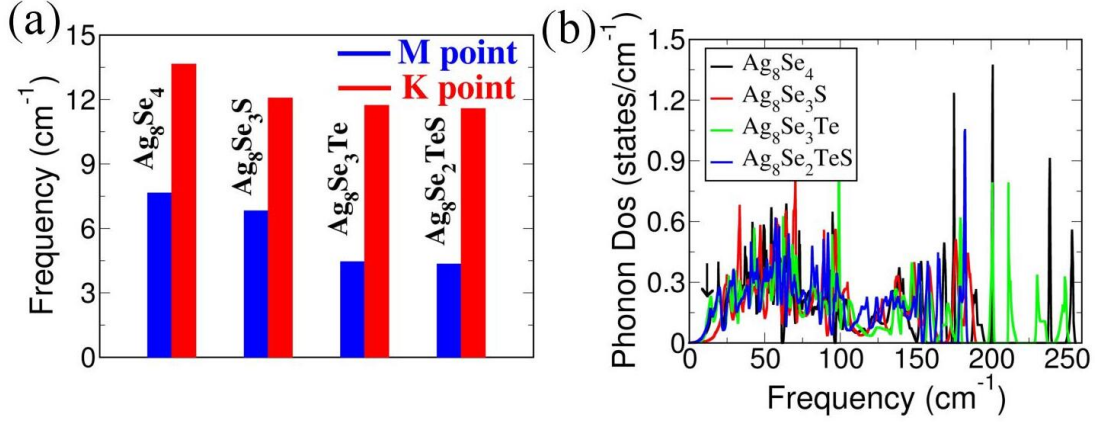 (a)
15
12
9
6
3
0
Frequency (cm⁻¹)
M point
K point
Ag₈Se₄
Ag₈Se₃S
Ag₈Se₃Te
Ag₈Se₂TeS
(b)
1.5
1.2
0.9
0.6
0.3
0
Phonon Dos (states/cm⁻¹)
Ag₈Se₄
Ag₈Se₃S
Ag₈Se₃Te
Ag₈Se₂TeS
0 50 100 150 200 250
Frequency (cm⁻¹)